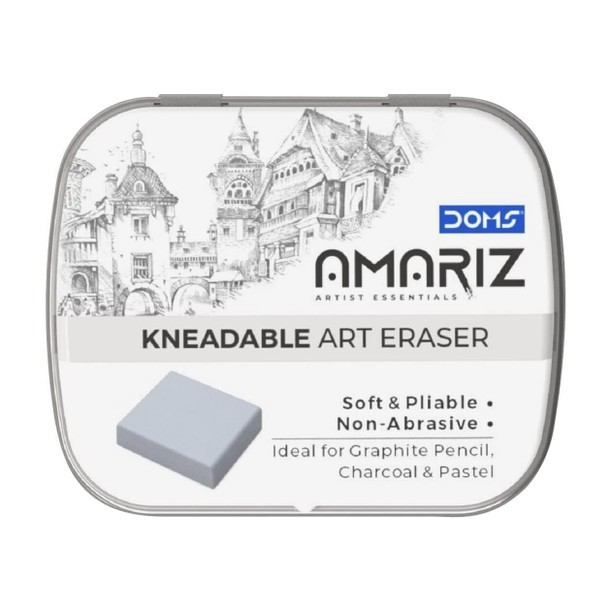 DOMS
AMARIZ
ARTIST ESSENTIALS
KNEADABLE ART ERASER
Soft & Pliable •
Non-Abrasive •
Ideal for Graphite Pencil,
Charcoal & Pastel